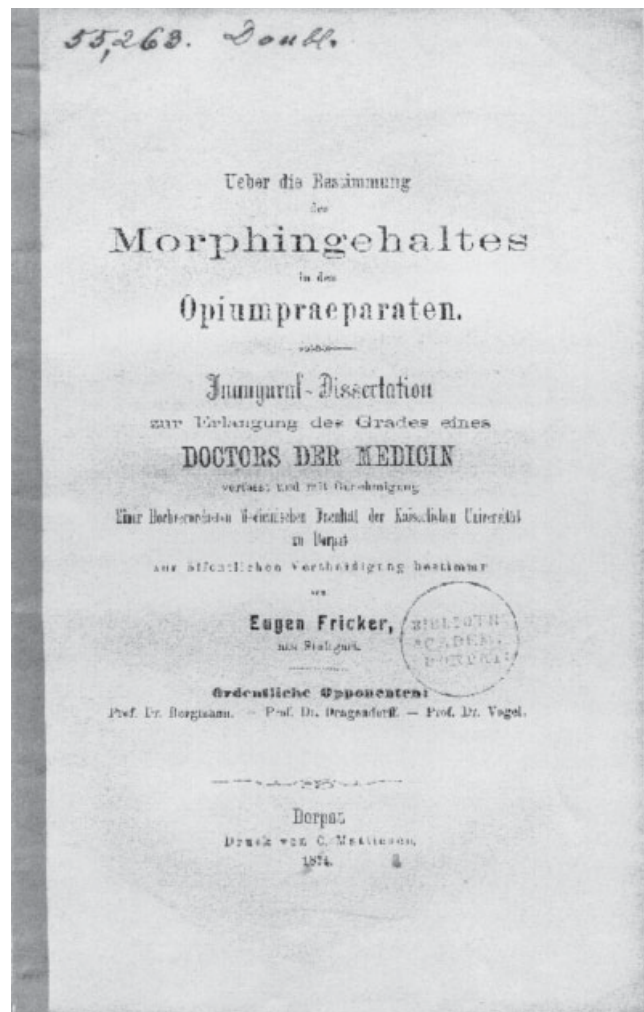 55,263. Doubl.
Ueber die Bestimmung
des
Morphingehaltes
in den
Opiumpraeparaten.
Inaugural-Dissertation
zur Erlangung des Grades eines
DOCTORS DER MEDICIN
verfasst und mit Genehmigung
Einer Hochverordneten Medicinischen Facultät der Kaiserlichen Universität
zu Dorpat
zur öffentlichen Vertheidigung bestimmt
von
Eugen Fricker,
aus Stuttgart.
BIBLIOTH.
ACADEM.
DORPAT.
Ordentliche Opponenten:
Prof. Dr. Bergmann. — Prof. Dr. Dragendorff. — Prof. Dr. Vogel.
Dorpat.
Druck von C. Mattiesen.
1874.